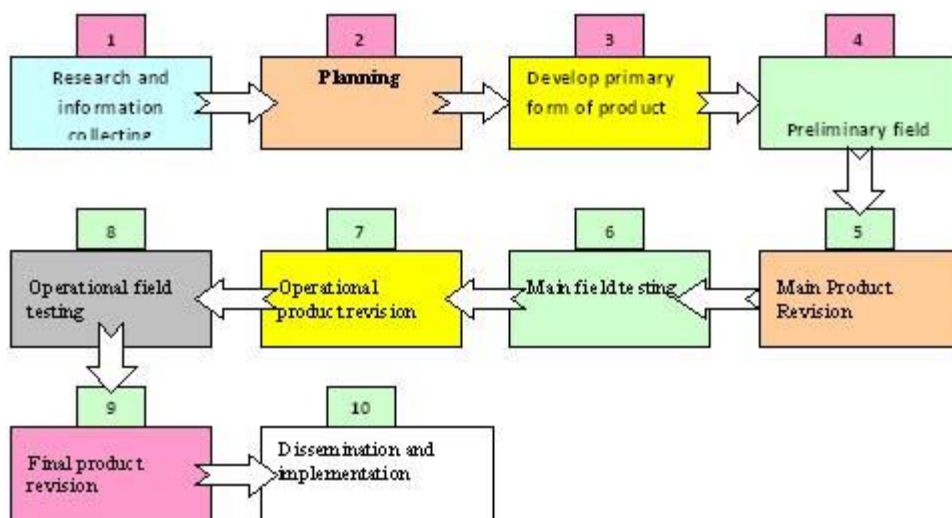 1
Research and
information
collecting
2
Planning
3
Develop primary
form of product
4
Preliminary field
5
Main Product
Revision
6
Main field testing
7
Operational
product revision
8
Operational field
testing
9
Final product
revision
10
Dissemination and
implementation